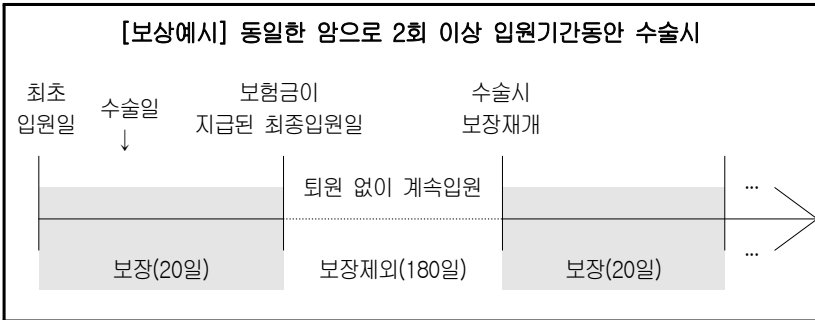 [보상예시] 동일한 암으로 2회 이상 입원기간동안 수술시
최초
입원일
수술일
↓
보험금이
지급된 최종입원일
수술시
보장재개
퇴원 없이 계속입원
...
보장(20일)
보장제외(180일)
보장(20일)
...